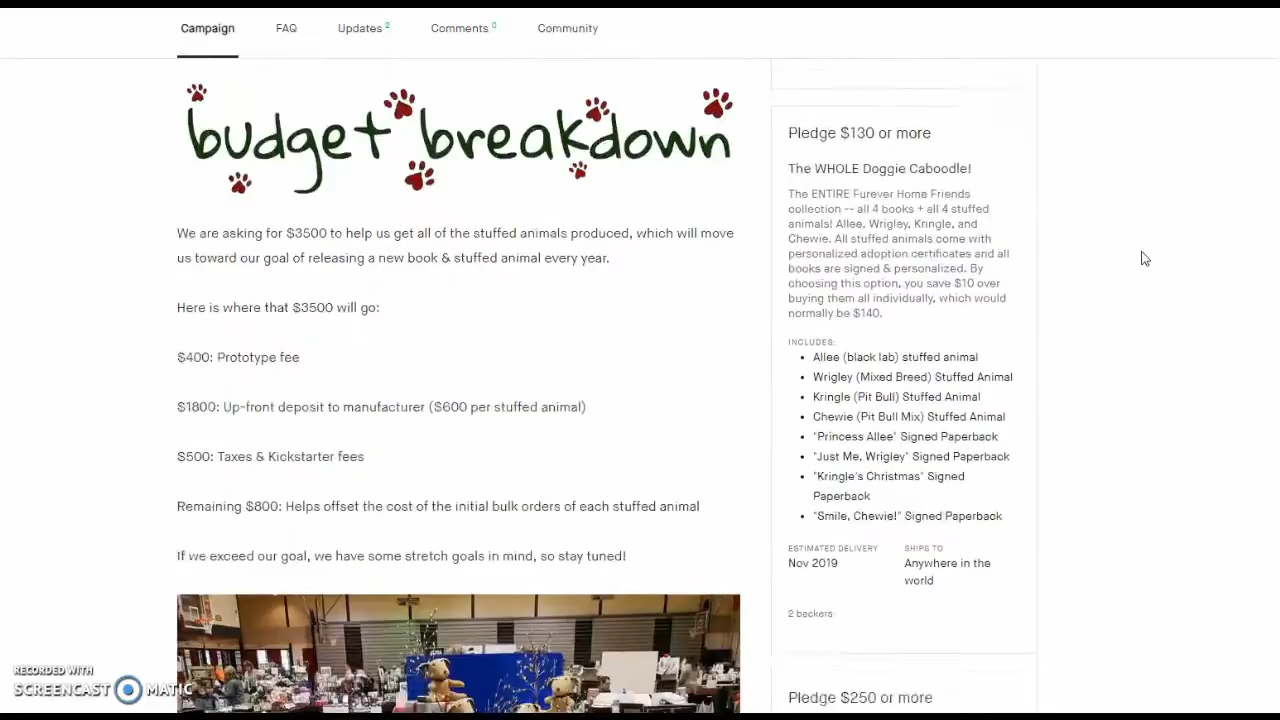 Campaign
FAQ
Updates 2
Comments 0
Community
budget breakdown
We are asking for $3500 to help us get all of the stuffed animals produced, which will move
us toward our goal of releasing a new book & stuffed animal every year.
Here is where that $3500 will go:
$400: Prototype fee
$1800: Up-front deposit to manufacturer ($600 per stuffed animal)
$500: Taxes & Kickstarter fees
Remaining $800: Helps offset the cost of the initial bulk orders of each stuffed animal
If we exceed our goal, we have some stretch goals in mind, so stay tuned!
Pledge $130 or more
The WHOLE Doggie Caboodle!
The ENTIRE Furever Home Friends
collection -- all 4 books + all 4 stuffed
animals! Allee, Wrigley, Kringle, and
Chewie. All stuffed animals come with
personalized adoption certificates and all
books are signed & personalized. By
choosing this option, you save $10 over
buying them all individually, which would
normally be $140.
INCLUDES:
• Allee (black lab) stuffed animal
• Wrigley (Mixed Breed) Stuffed Animal
• Kringle (Pit Bull) Stuffed Animal
• Chewie (Pit Bull Mix) Stuffed Animal
• "Princess Allee" Signed Paperback
• "Just Me, Wrigley" Signed Paperback
• "Kringle's Christmas" Signed
Paperback
• "Smile, Chewie!" Signed Paperback
ESTIMATED DELIVERY
Nov 2019
SHIPS TO
Anywhere in the
world
2 backers
Pledge $250 or more
RECORDED WITH
SCREENCAST MATIC